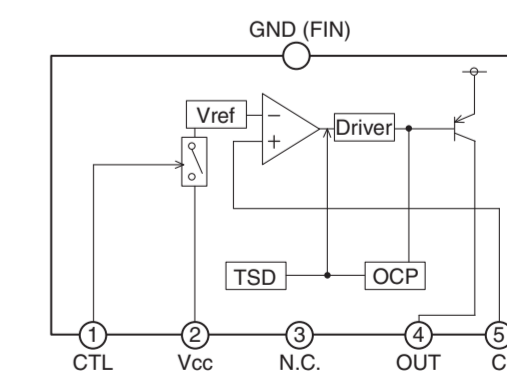 GND (FIN)
Vref
−
Driver
+
TSD
OCP
1
2
3
4
5
CTL
Vcc
N.C.
OUT
C